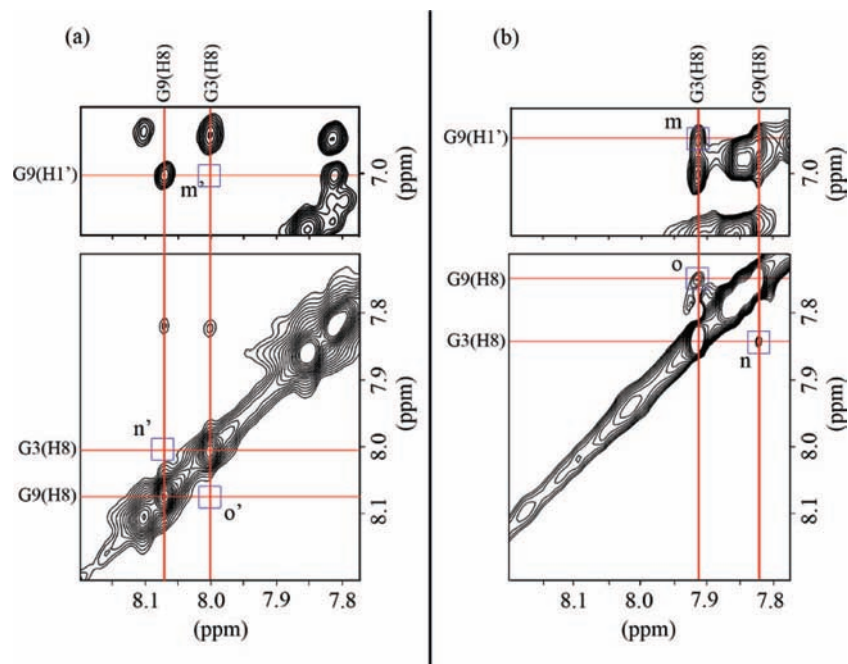 (a)
G9(H8)
G3(H8)
G9(H1')
m'
7.0
(ppm)
n'
G3(H8)
G9(H8)
o'
7.8
7.9
8.0
8.1
(ppm)
8.1 8.0 7.9 7.8
(ppm)
(b)
G3(H8)
G9(H8)
G9(H1')
m
7.0
(ppm)
G9(H8)
o
G3(H8)
n
7.8
7.9
8.0
8.1
(ppm)
8.1 8.0 7.9 7.8
(ppm)